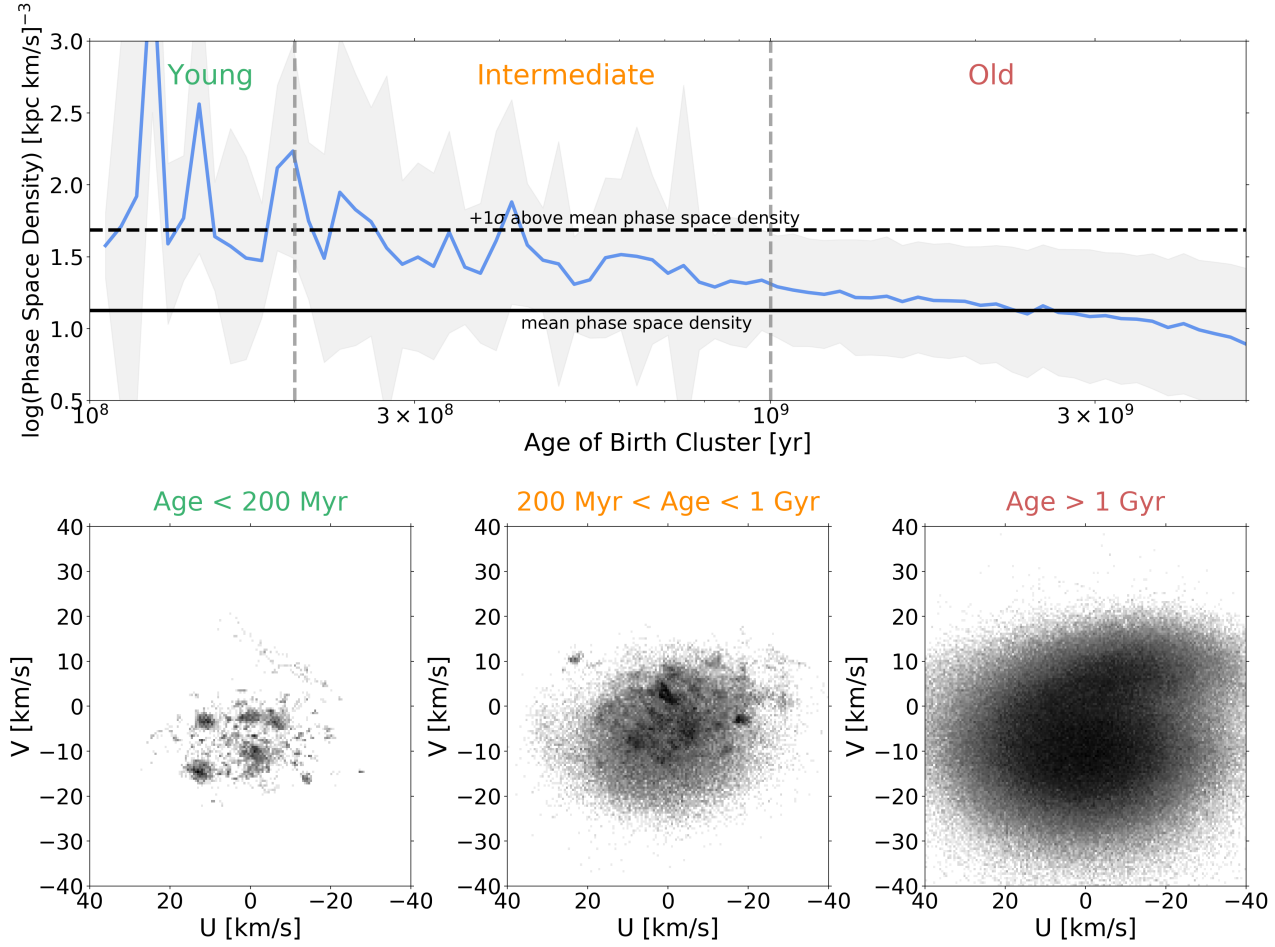 log(Phase Space Density) [kpc km/s]⁻³
3.0
2.5
2.0
1.5
1.0
0.5
Young
Intermediate
Old
+1σ above mean phase space density
mean phase space density
10⁸
3 × 10⁸
10⁹
3 × 10⁹
Age of Birth Cluster [yr]
Age < 200 Myr
V [km/s]
40
30
20
10
0
−10
−20
−30
−40
40
20
0
−20
−40
U [km/s]
200 Myr < Age < 1 Gyr
V [km/s]
40
30
20
10
0
−10
−20
−30
−40
40
20
0
−20
−40
U [km/s]
Age > 1 Gyr
V [km/s]
40
30
20
10
0
−10
−20
−30
−40
40
20
0
−20
−40
U [km/s]